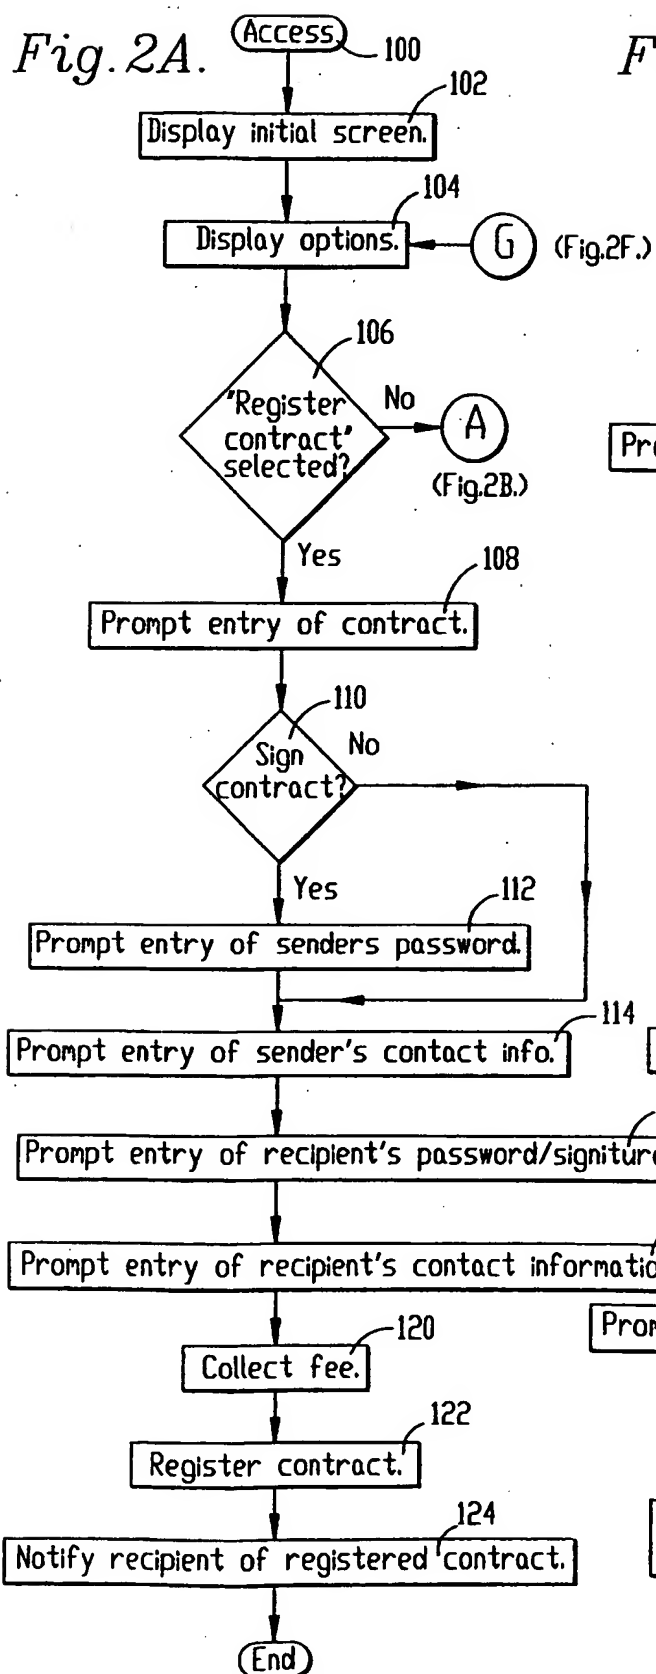 Fig. 2A.
Access
100
F
102
Display initial screen.
104
Display options.
G
(Fig.2F.)
106
"Register
contract"
selected?
No
A
(Fig.2B.)
Yes
108
Prompt entry of contract.
110
Sign
contract?
No
Yes
112
Prompt entry of senders password.
114
Prompt entry of sender's contact info.
Prompt entry of recipient's password/signiture
Prompt entry of recipient's contact informatio
120
Collect fee.
Prom
122
Register contract.
124
Notify recipient of registered contract.
End